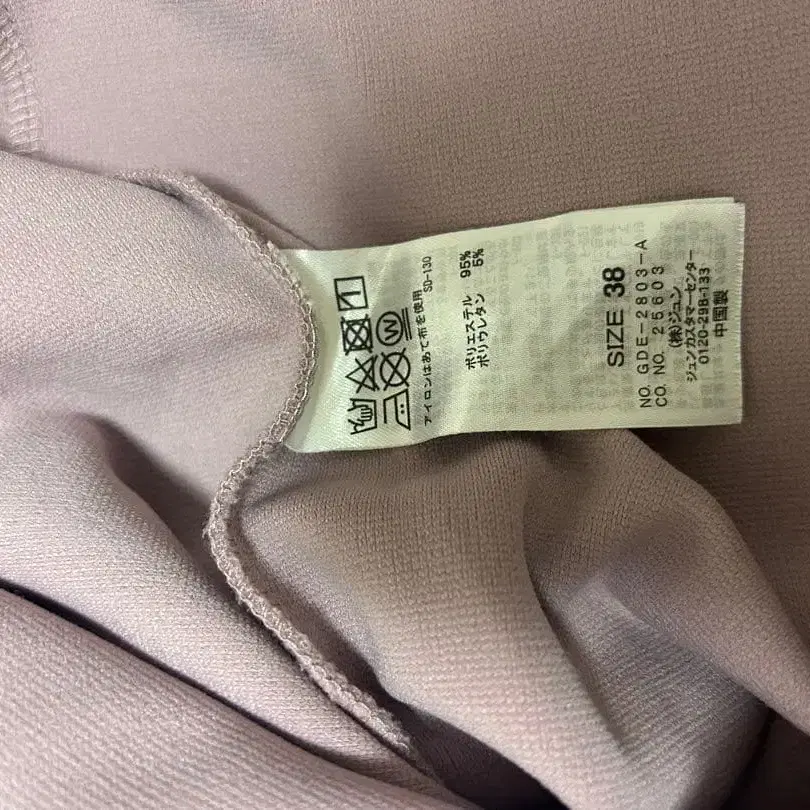 アイロンはあて布を使用
SD-130
ポリエステル 95%
ポリウレタン 5%
SIZE 38
NO. GDE-2803-A
CO. NO. 25603
(株)ジュン
ジュンカスタマーセンター
0120-298-133
中国製